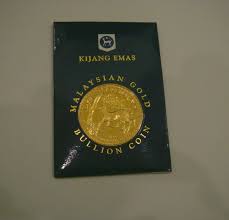 KIJANG EMAS
MALAYSIAN GOLD
BULLION COIN